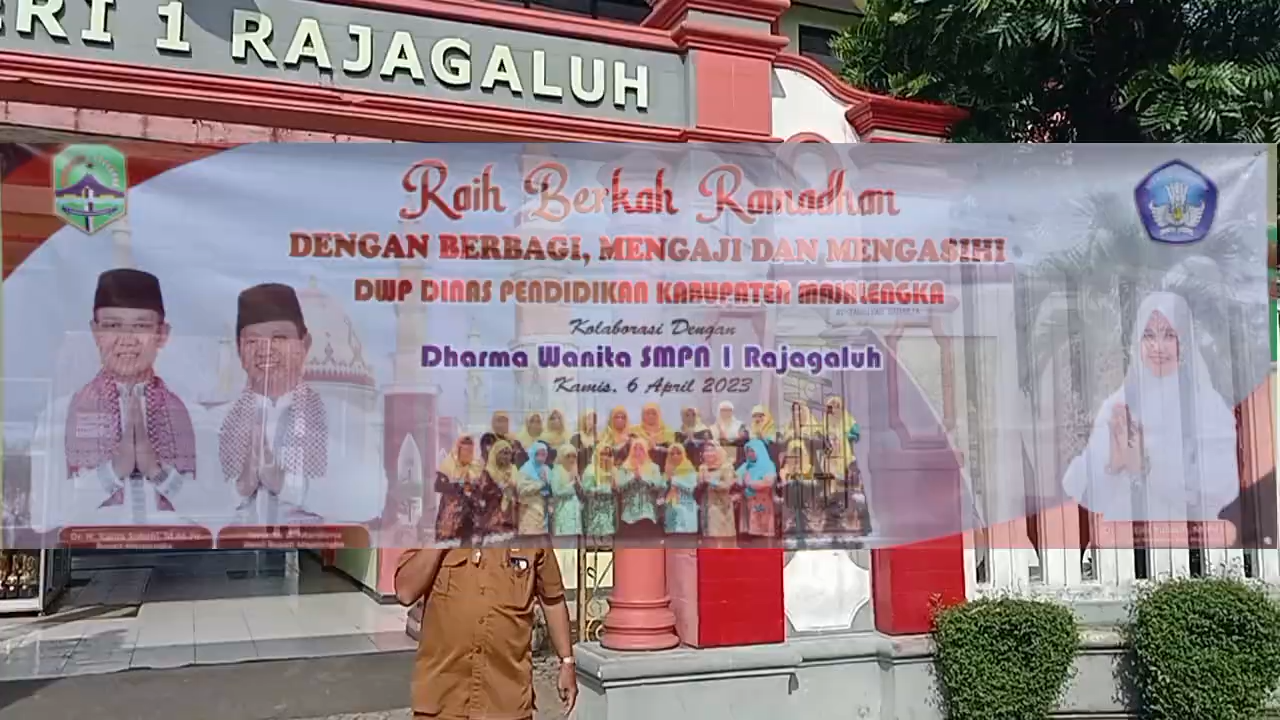 ERI 1 RAJAGALUH
Raih Berkah Ramadhan
DENGAN BERBAGI, MENGAJI DAN MENGASIHI
DWP DINAS PENDIDIKAN KABUPATEN MAJALENGKA
Kolaborasi Dengan
Dharma Wanita SMPN 1 Rajagaluh
Kamis, 6 April 2023